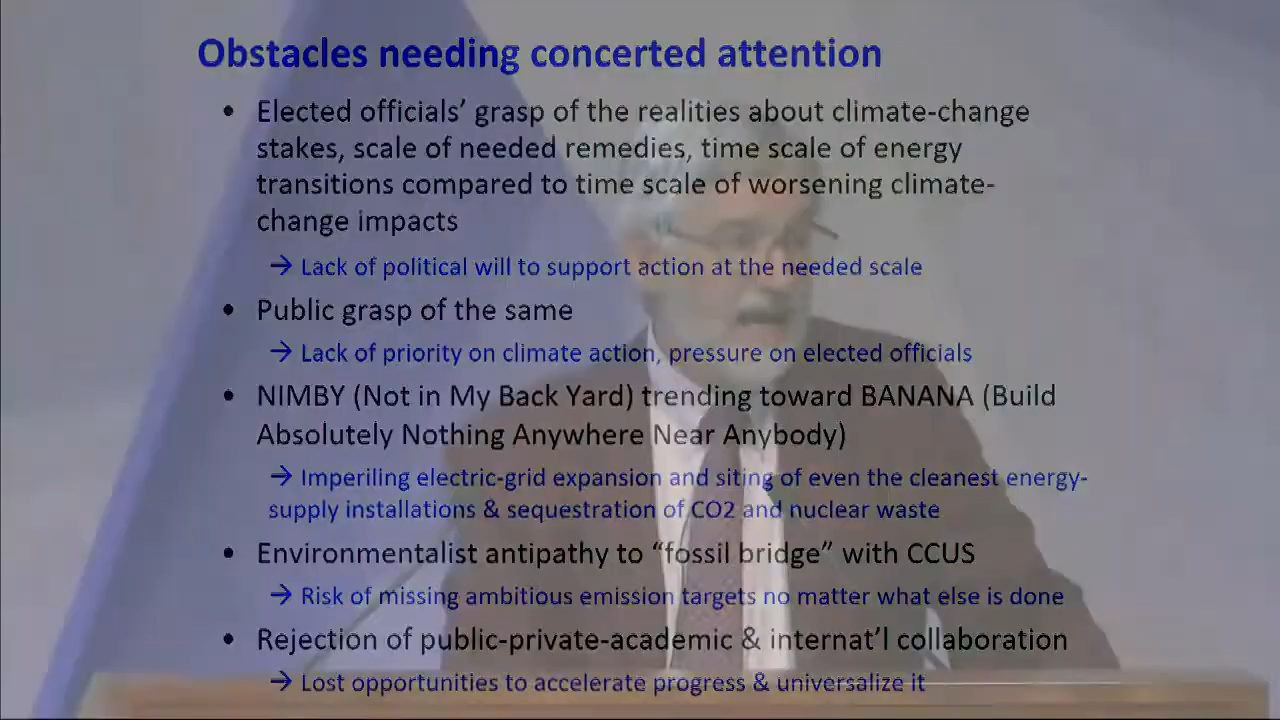 Obstacles needing concerted attention
• Elected officials' grasp of the realities about climate-change
stakes, scale of needed remedies, time scale of energy
transitions compared to time scale of worsening climate-
change impacts
→ Lack of political will to support action at the needed scale
• Public grasp of the same
→ Lack of priority on climate action, pressure on elected officials
• NIMBY (Not in My Back Yard) trending toward BANANA (Build
Absolutely Nothing Anywhere Near Anybody)
→ Imperiling electric-grid expansion and siting of even the cleanest energy-
supply installations & sequestration of CO2 and nuclear waste
• Environmentalist antipathy to “fossil bridge” with CCUS
→ Risk of missing ambitious emission targets no matter what else is done
• Rejection of public-private-academic & internat’l collaboration
→ Lost opportunities to accelerate progress & universalize it